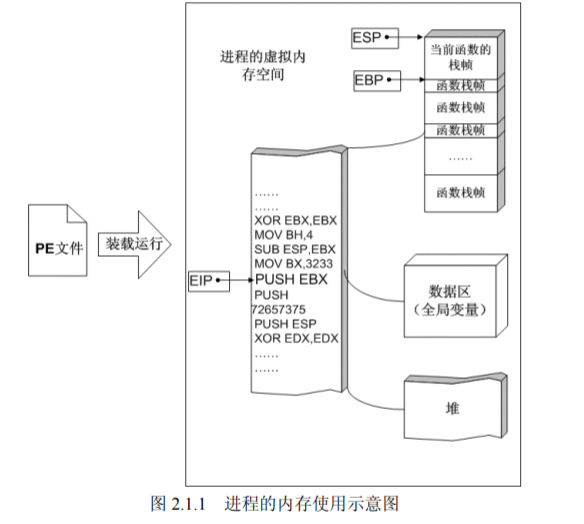 进程的虚拟内
存空间
ESP
EBP
当前函数的
栈帧
函数栈帧
函数栈帧
函数栈帧
……
函数栈帧
PE文件
装载运行
EIP
……
……
XOR EBX,EBX
MOV BH,4
SUB ESP,EBX
MOV BX,3233
PUSH EBX
PUSH
72657375
PUSH ESP
XOR EDX,EDX
……
……
数据区
（全局变量）
堆
图 2.1.1 进程的内存使用示意图